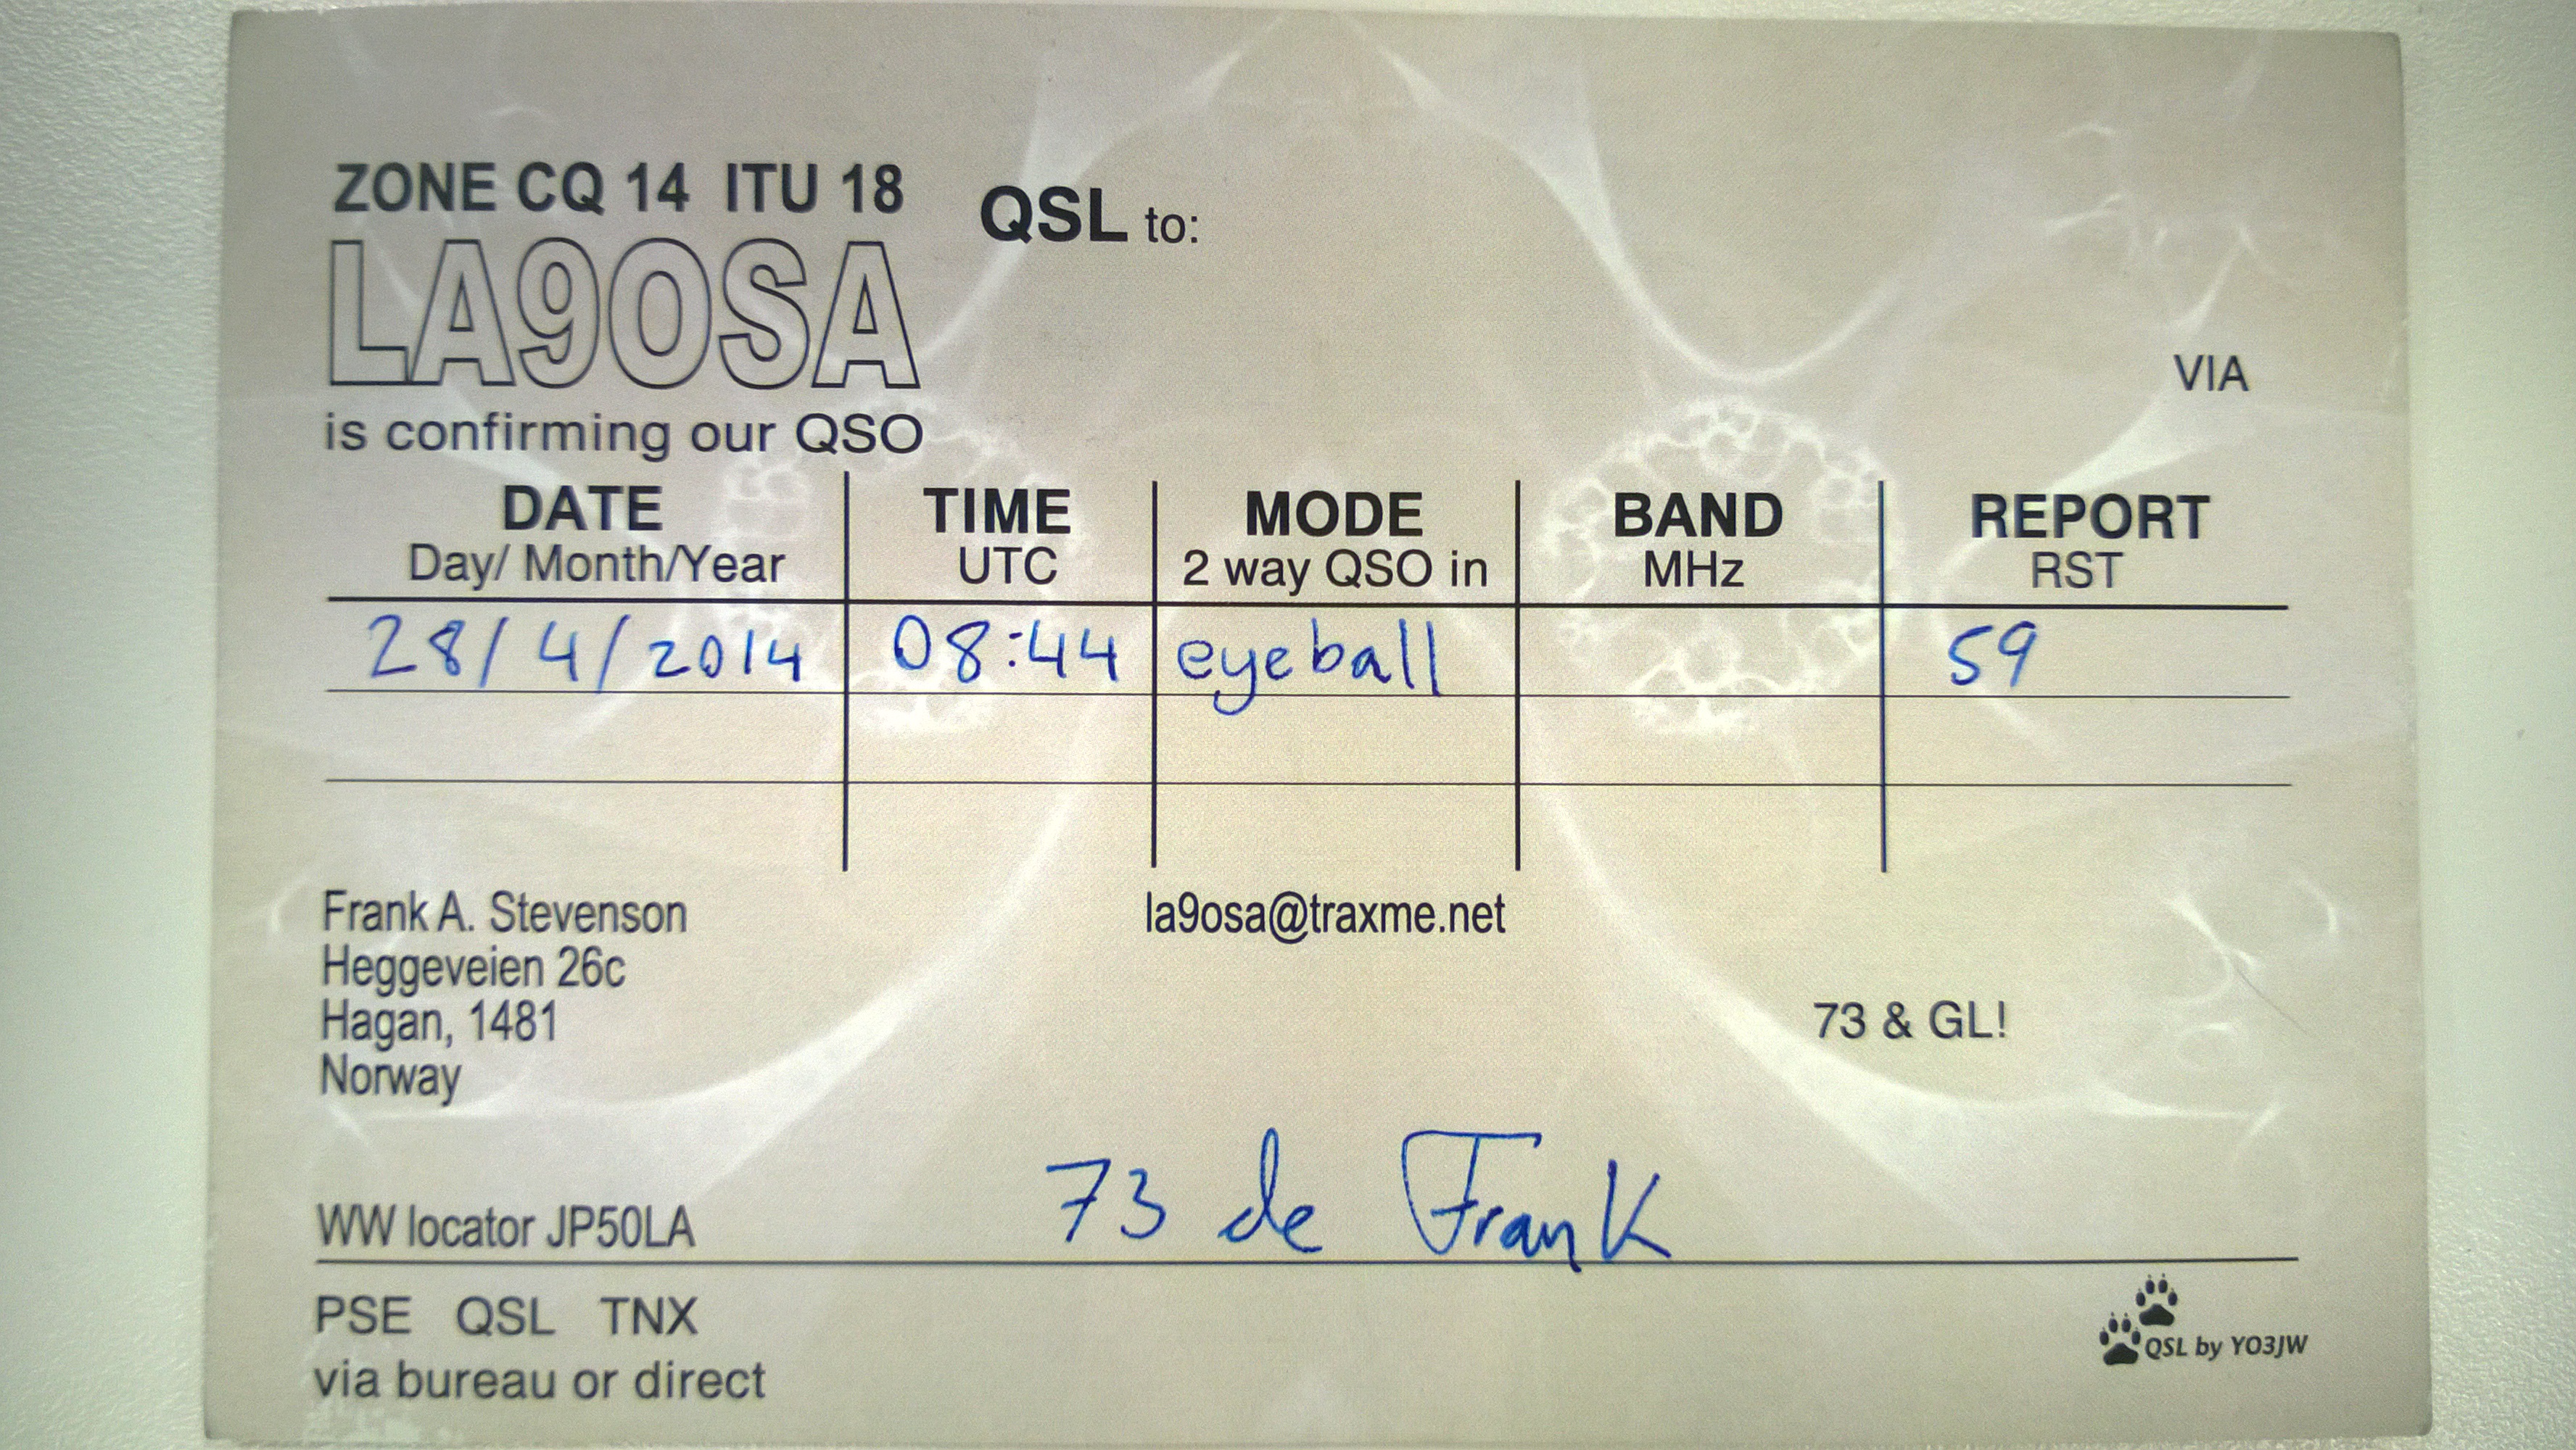 ZONE CQ 14 ITU 18
LA9OSA
is confirming our QSO
QSL to:
VIA
DATE TIME MODE BAND REPORT
Day/ Month/Year UTC 2 way QSO in MHz RST
28/4/2014 08:44 eyeball 59
Frank A. Stevenson
Heggeveien 26c
Hagan, 1481
Norway
la9osa@traxme.net
73 & GL!
WW locator JP50LA
73 de Frank
PSE QSL TNX
via bureau or direct
QSL by YO3JW